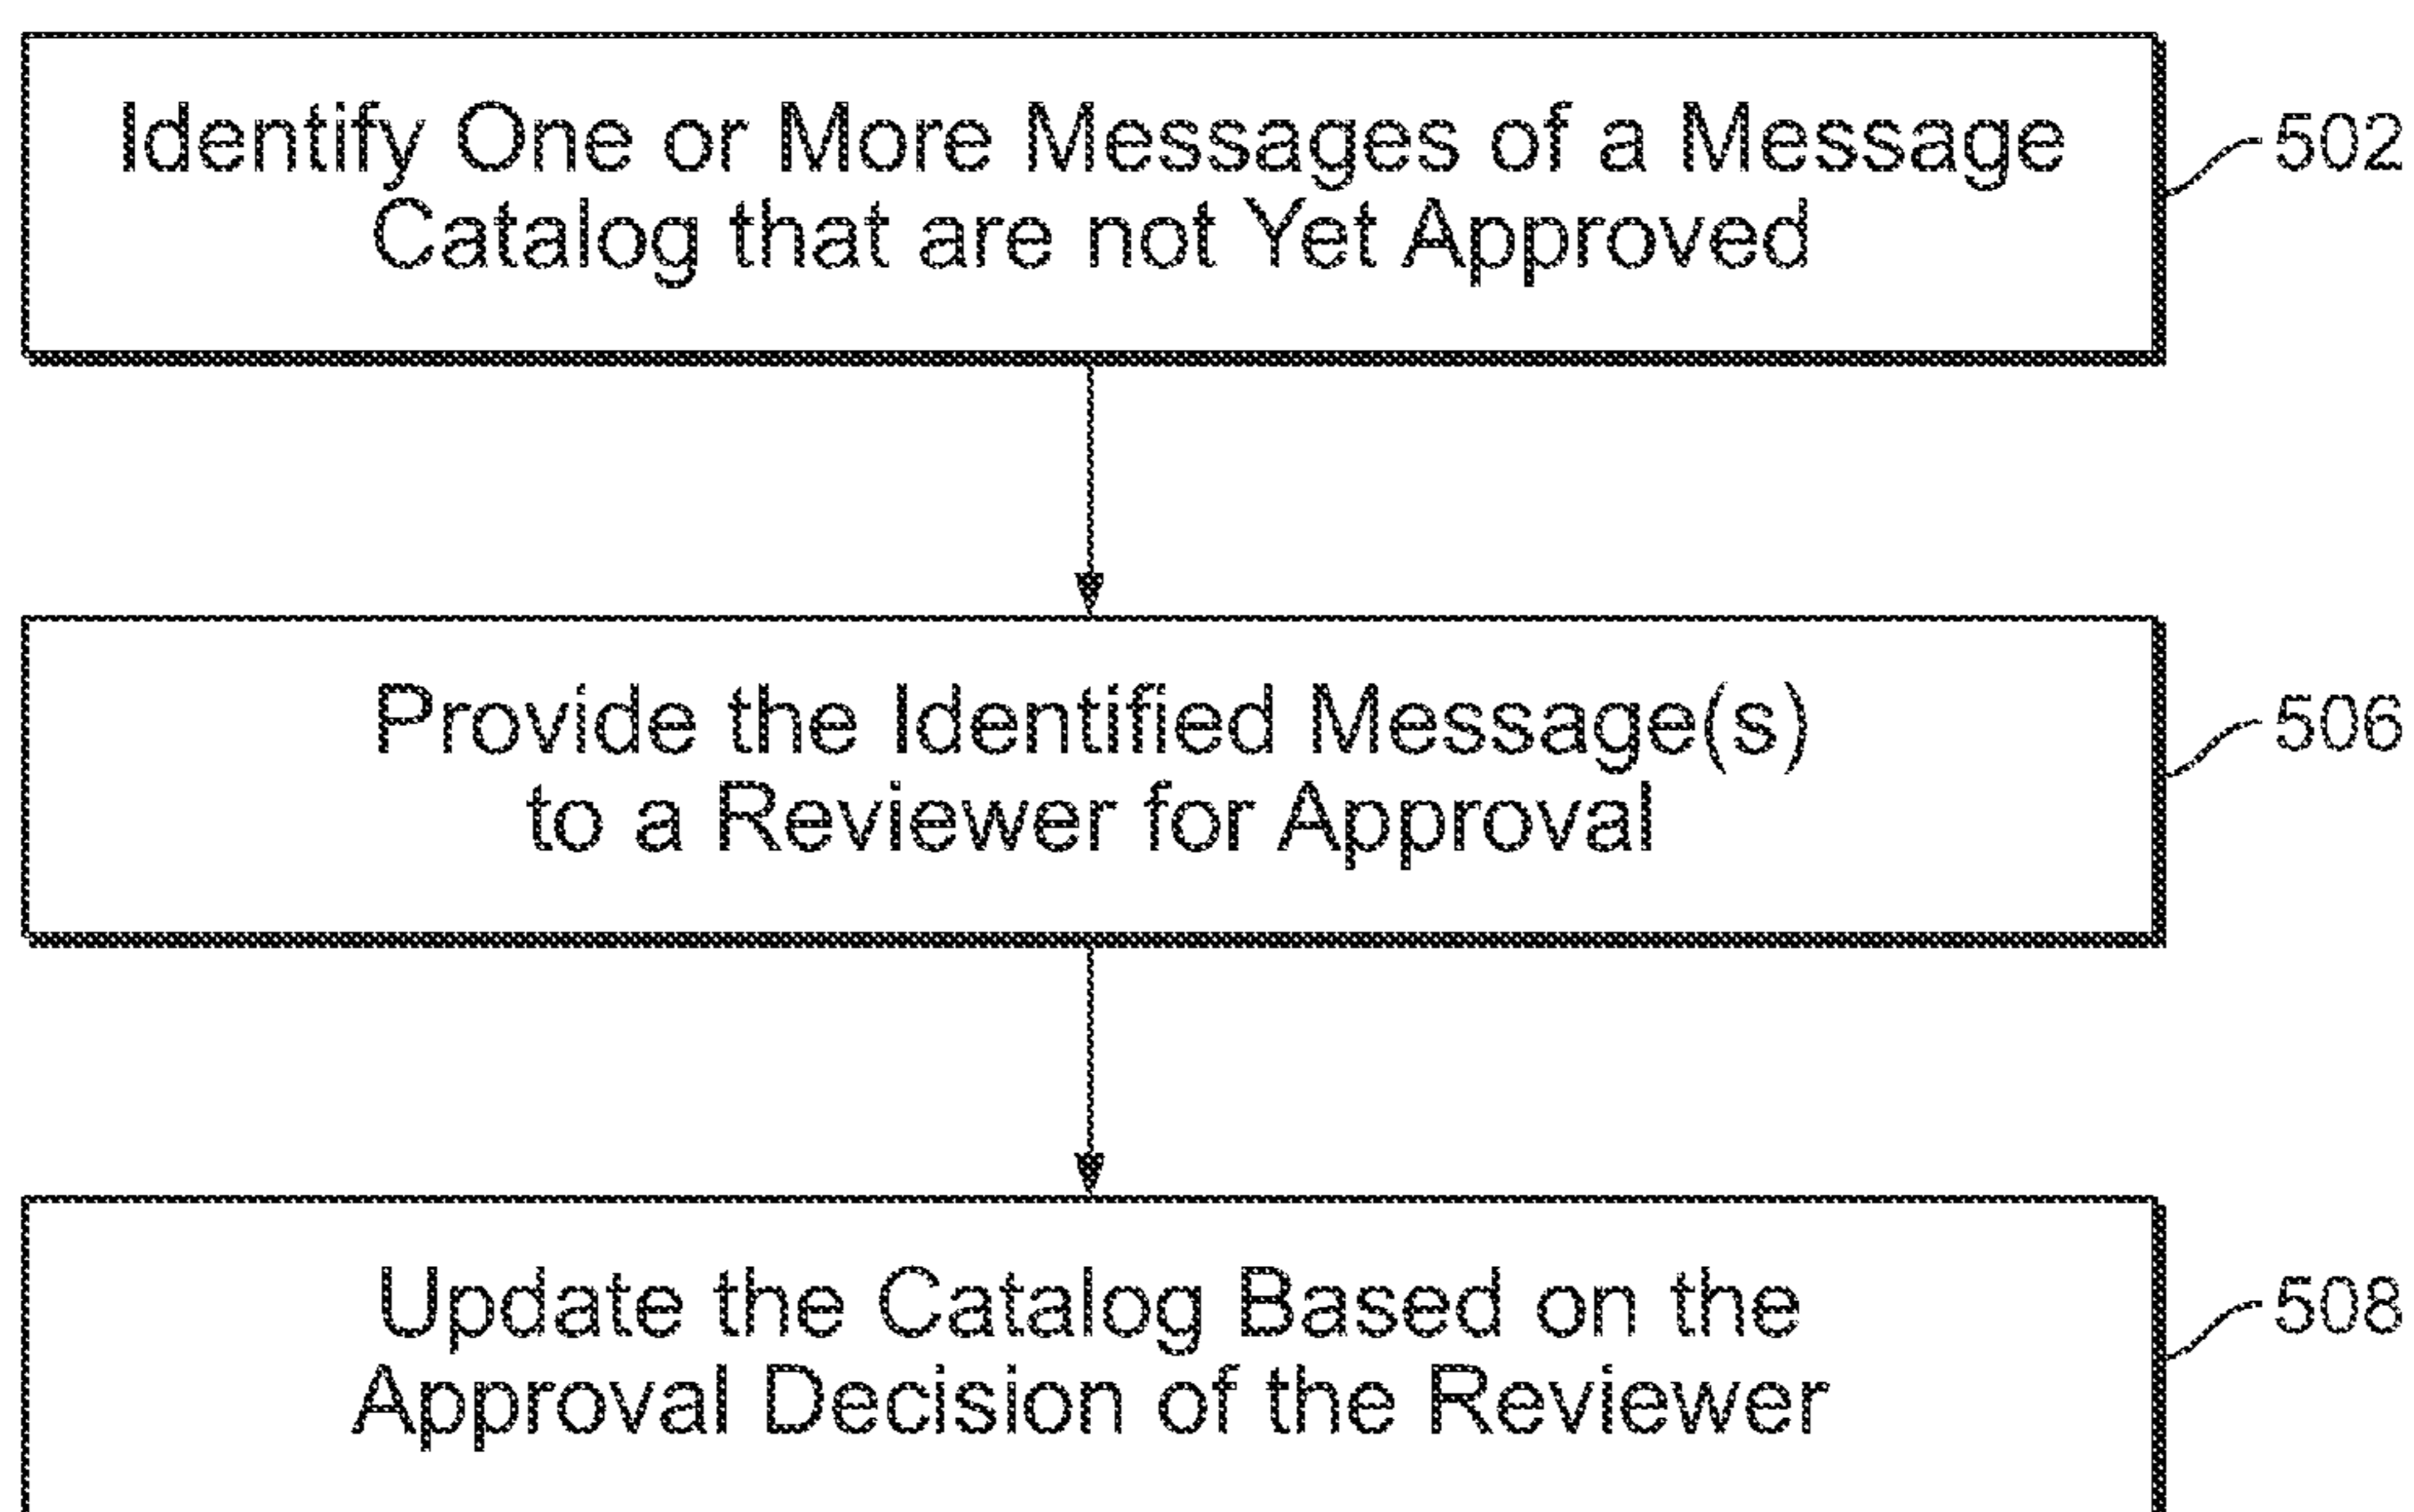 Identify One or More Messages of a Message
Catalog that are not Yet Approved
502
Provide the Identified Message(s)
to a Reviewer for Approval
506
Update the Catalog Based on the
Approval Decision of the Reviewer
508